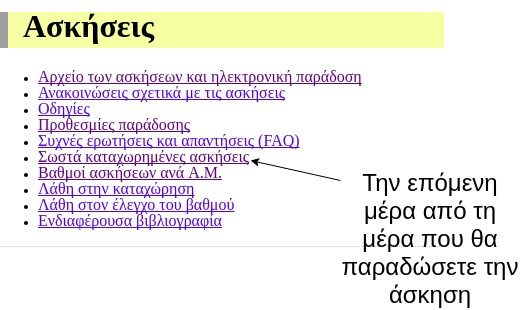 Ασκήσεις
Αρχείο των ασκήσεων και ηλεκτρονική παράδοση
Ανακοινώσεις σχετικά με τις ασκήσεις
Οδηγίες
Προθεσμίες παράδοσης
Συχνές ερωτήσεις και απαντήσεις (FAQ)
Σωστά καταχωρημένες ασκήσεις
Βαθμοί ασκήσεων ανά Α.Μ.
Λάθη στην καταχώρηση
Λάθη στον έλεγχο του βαθμού
Ενδιαφέρουσα βιβλιογραφία
Την επόμενη
μέρα από τη
μέρα που θα
παραδώσετε την
άσκηση